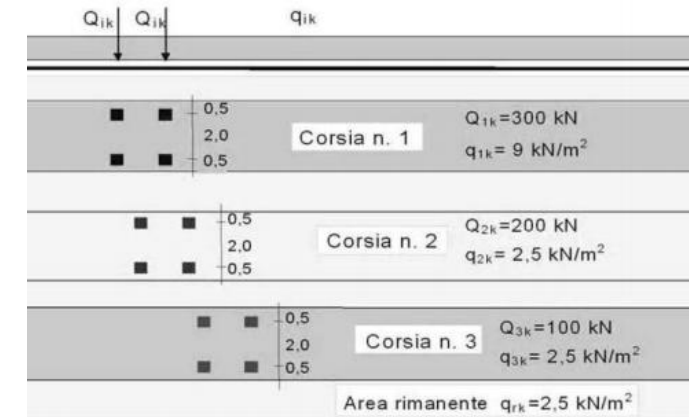 Qik Qik qik
0,5
2,0
0,5
Corsia n. 1
Q1k=300 kN
q1k= 9 kN/m²
0,5
2,0
0,5
Corsia n. 2
Q2k=200 kN
q2k= 2,5 kN/m²
0,5
2,0
0,5
Corsia n. 3
Q3k=100 kN
q3k= 2,5 kN/m²
Area rimanente qrk=2,5 kN/m²